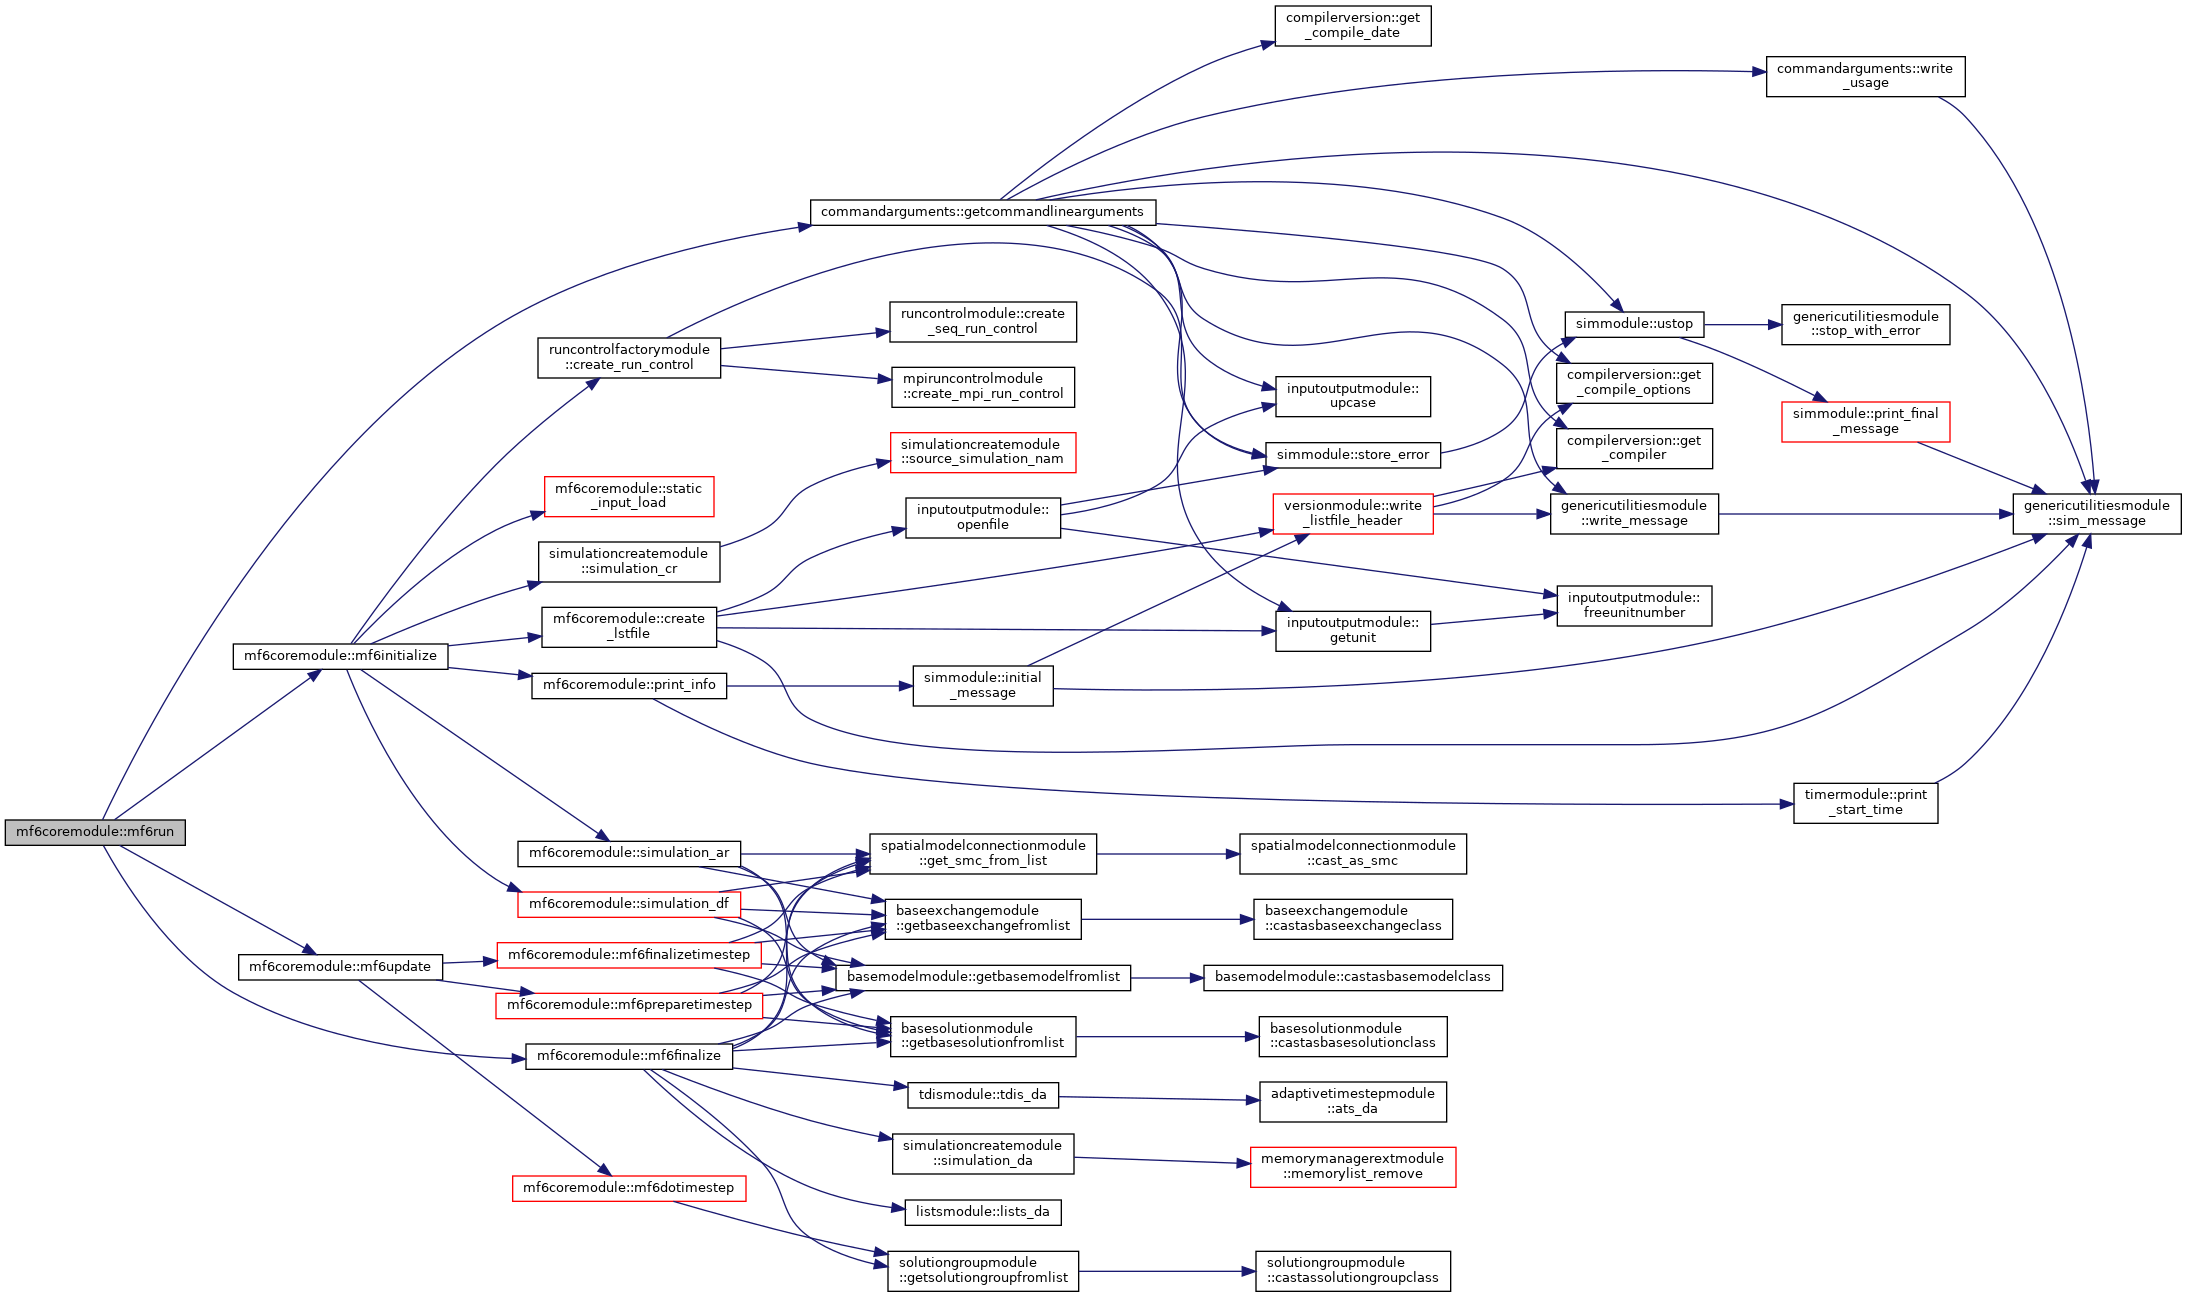 mf6coremodule::mf6run
mf6coremodule::mf6initialize
mf6coremodule::mf6update
commandarguments::getcommandlinearguments
runcontrolfactorymodule
::create_run_control
mf6coremodule::static
_input_load
simulationcreatemodule
::simulation_cr
mf6coremodule::create
_lstfile
mf6coremodule::print_info
mf6coremodule::simulation_ar
mf6coremodule::simulation_df
mf6coremodule::mf6finalizetimestep
mf6coremodule::mf6preparetimestep
mf6coremodule::mf6finalize
mf6coremodule::mf6dotimestep
runcontrolmodule::create
_seq_run_control
mpiruncontrolmodule
::create_mpi_run_control
simulationcreatemodule
::source_simulation_nam
inputoutputmodule::
openfile
simmodule::initial
_message
spatialmodelconnectionmodule
::get_smc_from_list
baseexchangemodule
::getbaseexchangefromlist
basemodelmodule::getbasemodelfromlist
basesolutionmodule
::getbasesolutionfromlist
tdismodule::tdis_da
simulationcreatemodule
::simulation_da
listsmodule::lists_da
solutiongroupmodule
::getsolutiongroupfromlist
compilerversion::get
_compile_date
inputoutputmodule::
upcase
simmodule::store_error
versionmodule::write
_listfile_header
inputoutputmodule::
getunit
spatialmodelconnectionmodule
::cast_as_smc
baseexchangemodule
::castasbaseexchangeclass
basemodelmodule::castasbasemodelclass
basesolutionmodule
::castasbasesolutionclass
adaptivetimestepmodule
::ats_da
memorymanagerextmodule
::memorylist_remove
solutiongroupmodule
::castassolutiongroupclass
simmodule::ustop
compilerversion::get
_compile_options
compilerversion::get
_compiler
genericutilitiesmodule
::write_message
inputoutputmodule::
freeunitnumber
commandarguments::write
_usage
genericutilitiesmodule
::stop_with_error
simmodule::print_final
_message
timermodule::print
_start_time
genericutilitiesmodule
::sim_message